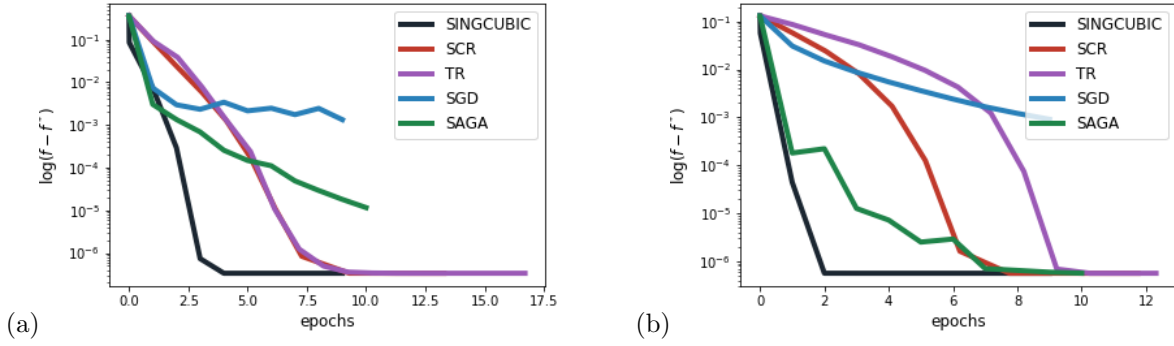 10⁻¹
10⁻²
10⁻³
10⁻⁴
10⁻⁵
10⁻⁶
log(f − f*)
0.0 2.5 5.0 7.5 10.0 12.5 15.0 17.5
epochs
SINGCUBIC
SCR
TR
SGD
SAGA
(a)
10⁻¹
10⁻²
10⁻³
10⁻⁴
10⁻⁵
10⁻⁶
log(f − f*)
0 2 4 6 8 10 12
epochs
SINGCUBIC
SCR
TR
SGD
SAGA
(b)